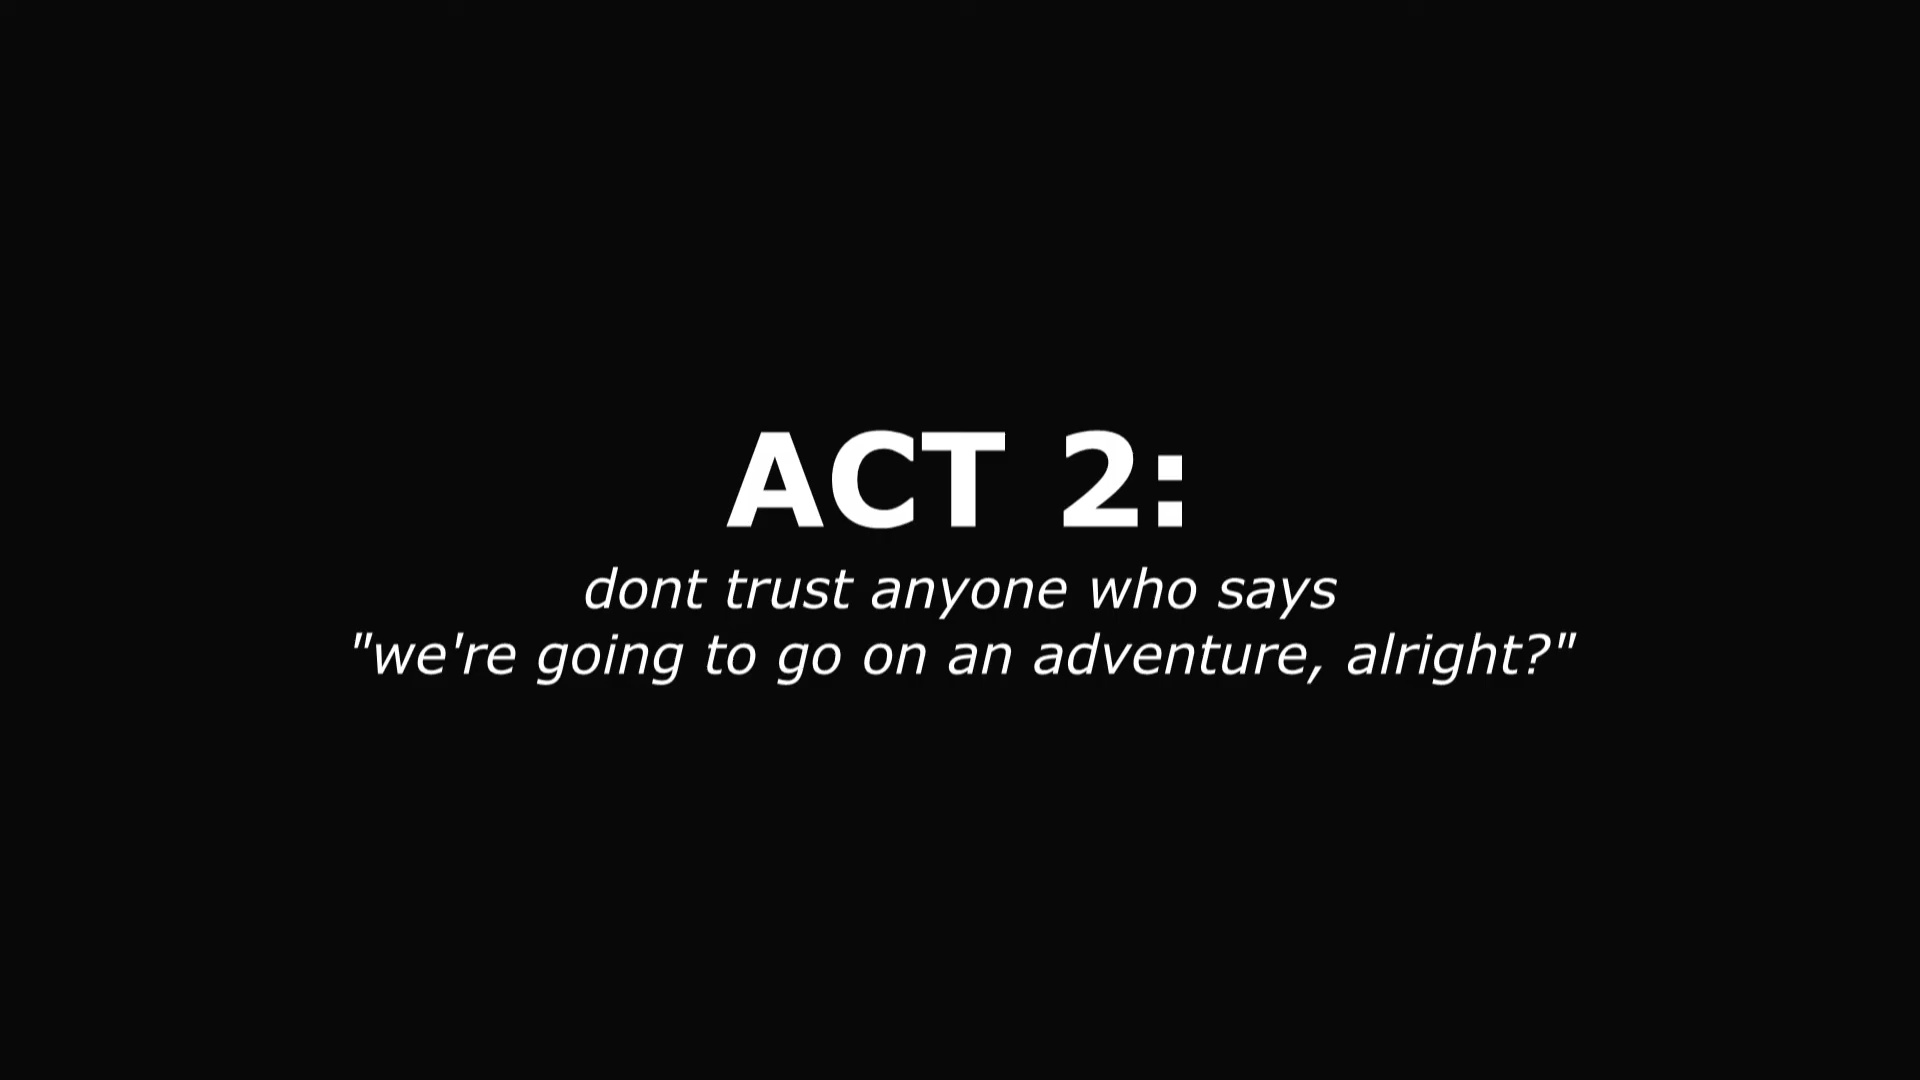 ACT 2:
dont trust anyone who says
"we're going to go on an adventure, alright?"